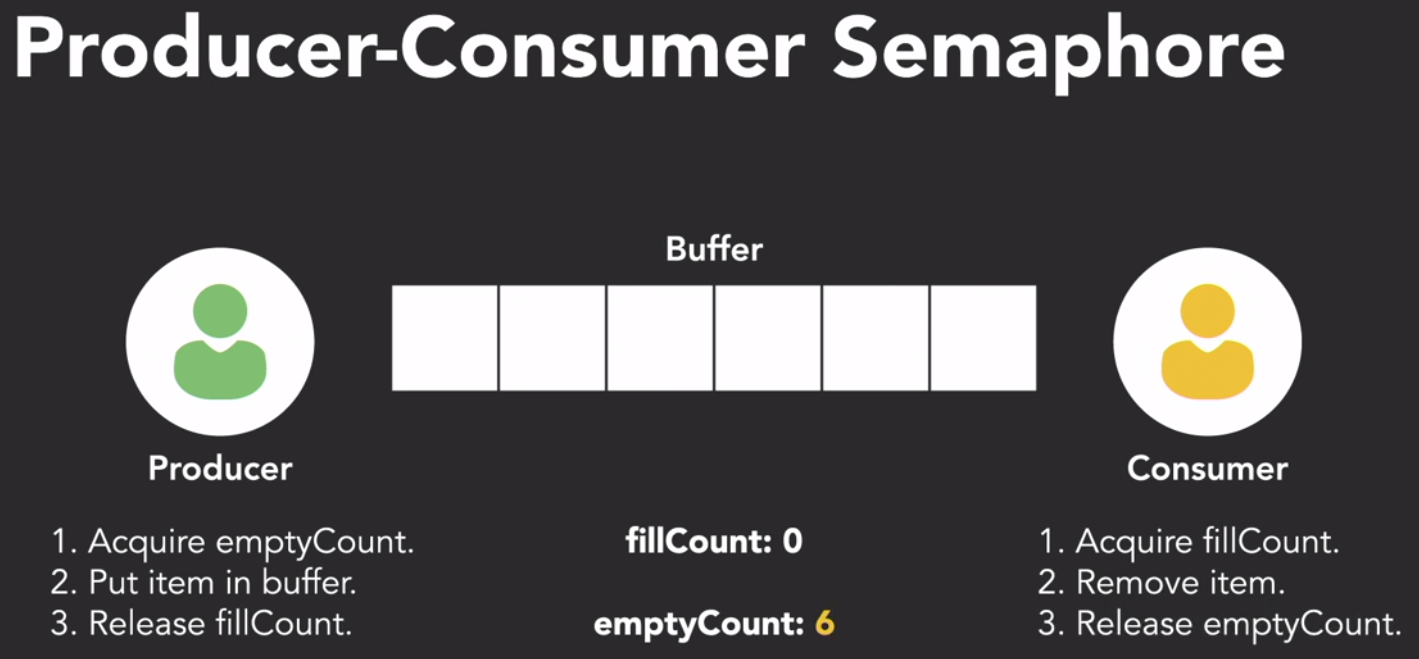 Producer-Consumer Semaphore
Buffer
Producer
1. Acquire emptyCount.
2. Put item in buffer.
3. Release fillCount.
fillCount: 0
emptyCount: 6
Consumer
1. Acquire fillCount.
2. Remove item.
3. Release emptyCount.